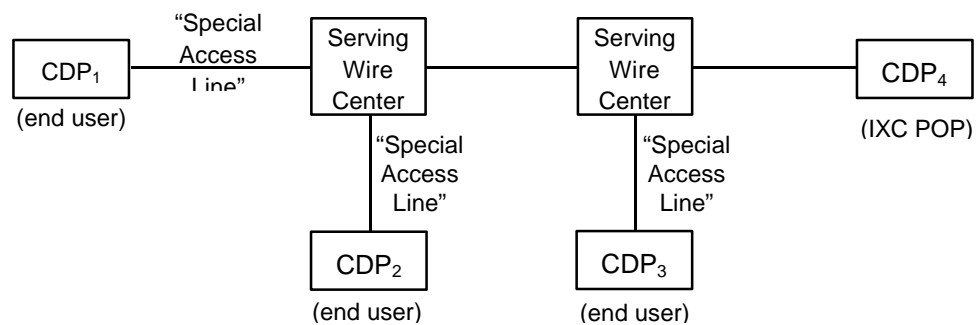 “Special
Access
Line”
CDP1
(end user)
Serving
Wire
Center
Serving
Wire
Center
CDP4
(IXC POP)
“Special
Access
Line”
“Special
Access
Line”
CDP2
(end user)
CDP3
(end user)